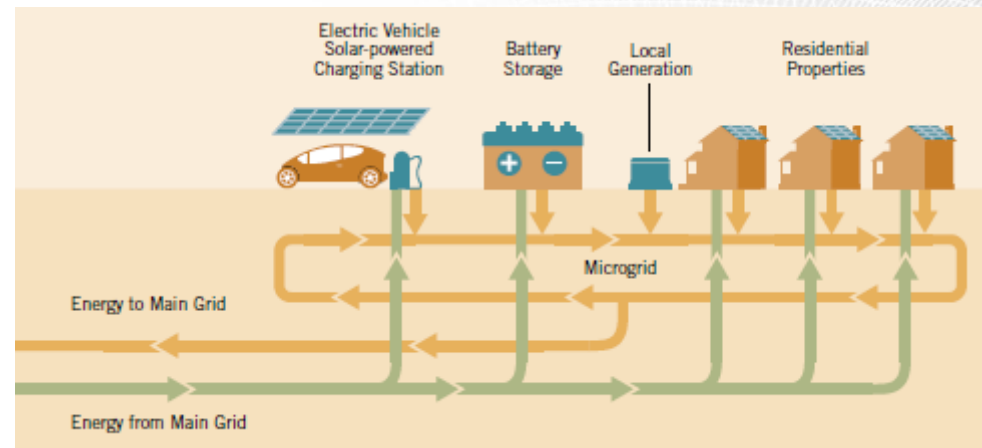 Electric Vehicle
Solar-powered
Charging Station
Battery
Storage
Local
Generation
Residential
Properties
+ −
Microgrid
Energy to Main Grid
Energy from Main Grid